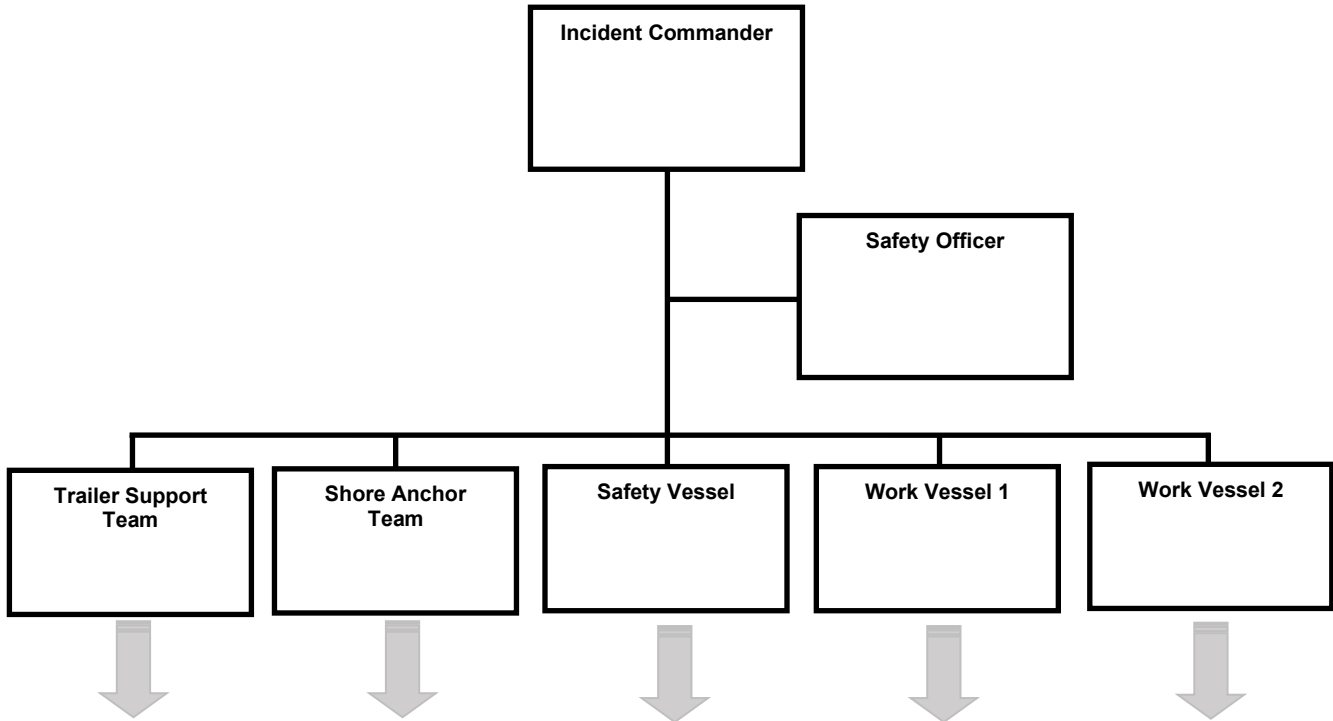 Incident Commander
Safety Officer
Trailer Support
Team
Shore Anchor
Team
Safety Vessel
Work Vessel 1
Work Vessel 2